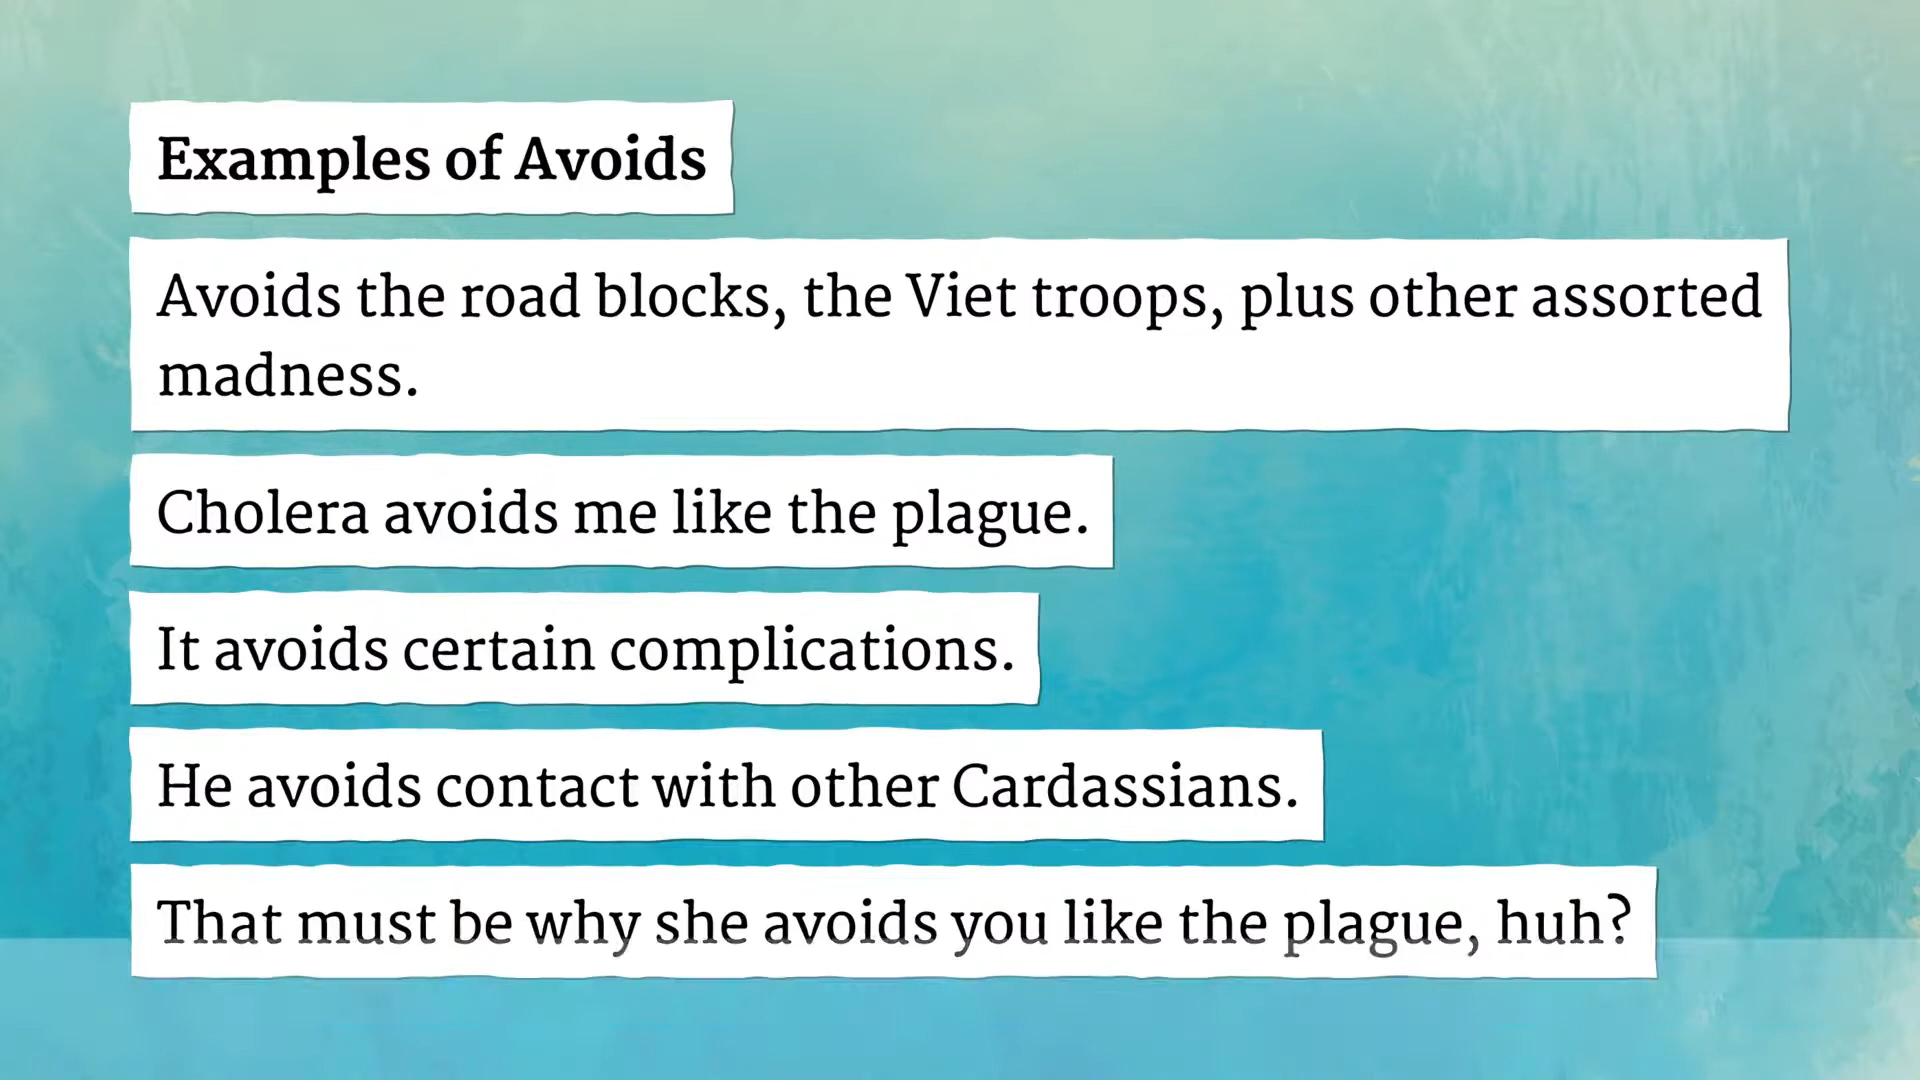 Examples of Avoids
Avoids the road blocks, the Viet troops, plus other assorted
madness.
Cholera avoids me like the plague.
It avoids certain complications.
He avoids contact with other Cardassians.
That must be why she avoids you like the plague, huh?